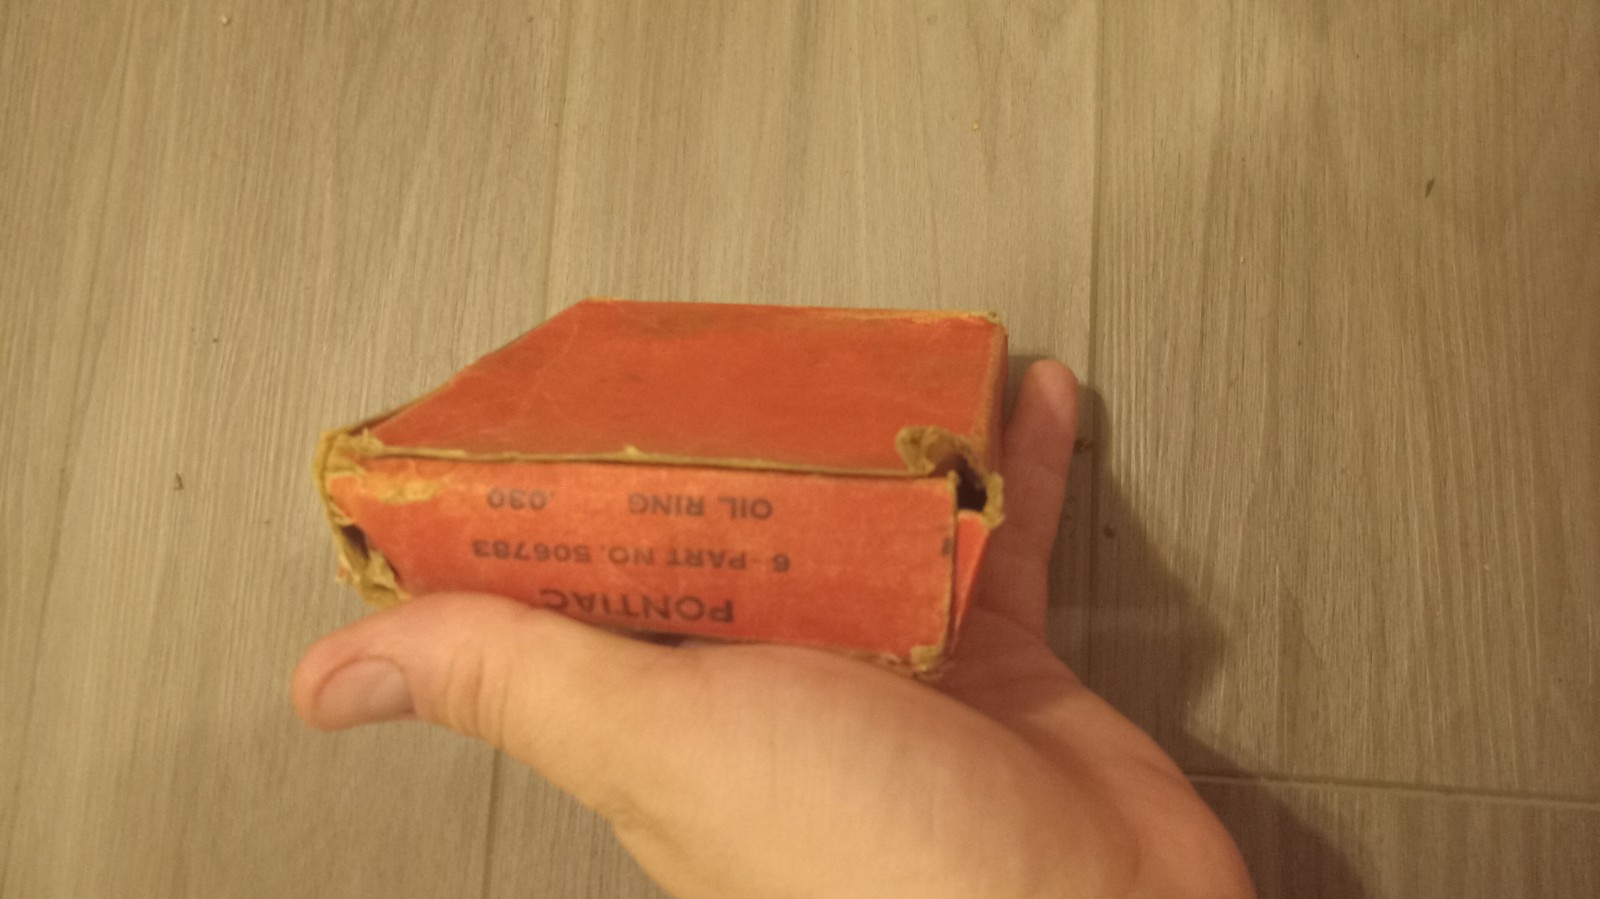 PONTIAC
6 - PART NO. 506783
OIL RING .030